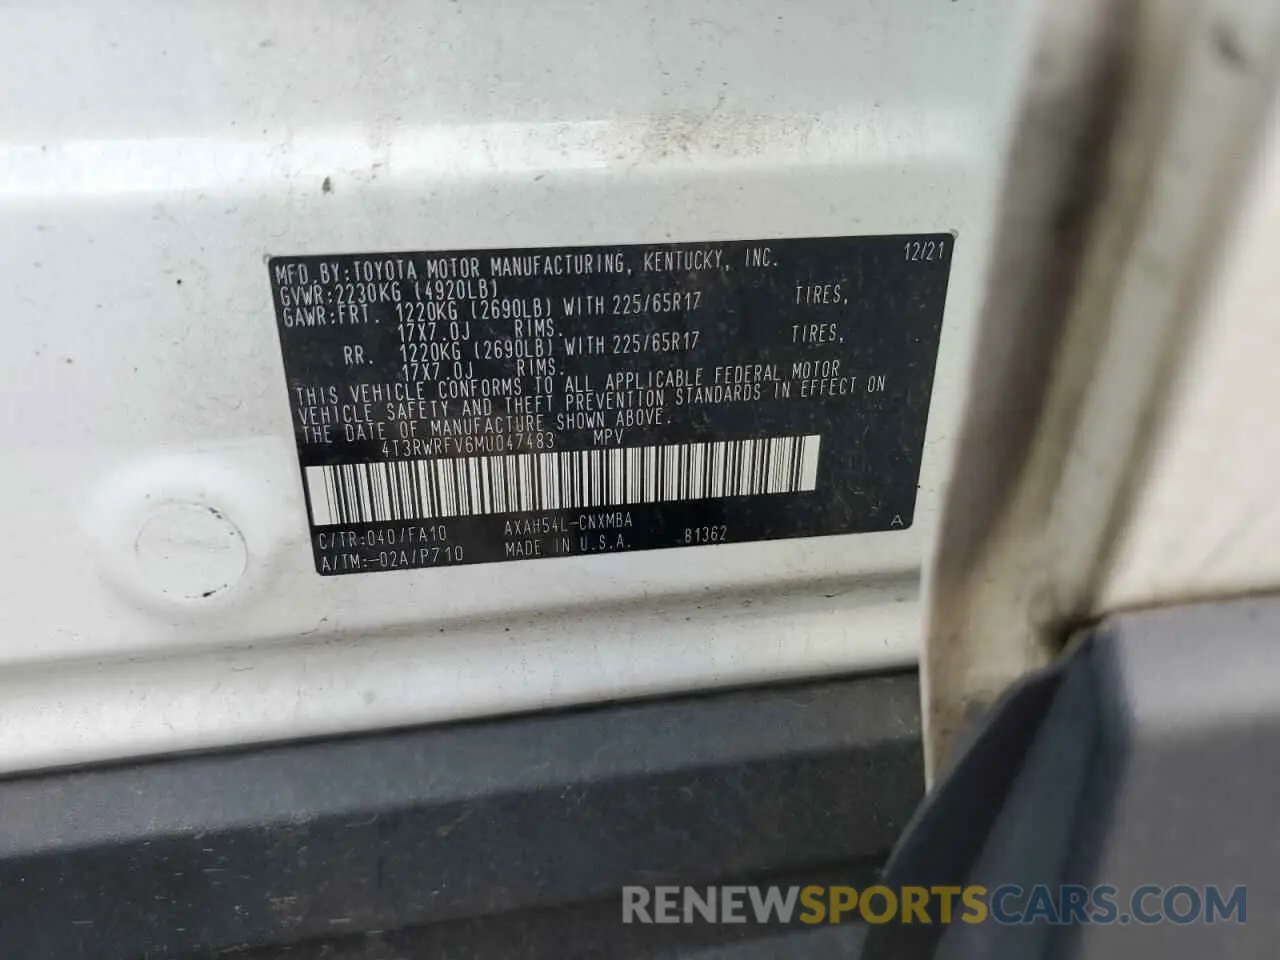 MFD.BY:TOYOTA MOTOR MANUFACTURING, KENTUCKY, INC. 12/21
GVWR:2230KG (4920LB)
GAWR:FRT. 1220KG (2690LB) WITH 225/65R17 TIRES,
17X7.0J RIMS.
RR. 1220KG (2690LB) WITH 225/65R17 TIRES,
17X7.0J RIMS.
THIS VEHICLE CONFORMS TO ALL APPLICABLE FEDERAL MOTOR
VEHICLE SAFETY AND THEFT PREVENTION STANDARDS IN EFFECT ON
THE DATE OF MANUFACTURE SHOWN ABOVE.
4T3RWRFV6MU047483 MPV
C/TR:040/FA10 AXAH54L-CNXMBA A
A/TM:-02A/P710 MADE IN U.S.A. 81362
RENEWSPORTSCARS.COM